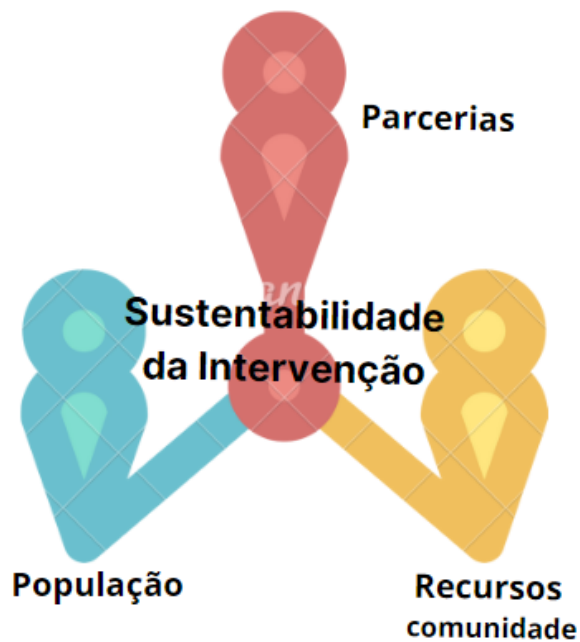 Parcerias
Sustentabilidade
da Intervenção
População
Recursos
comunidade